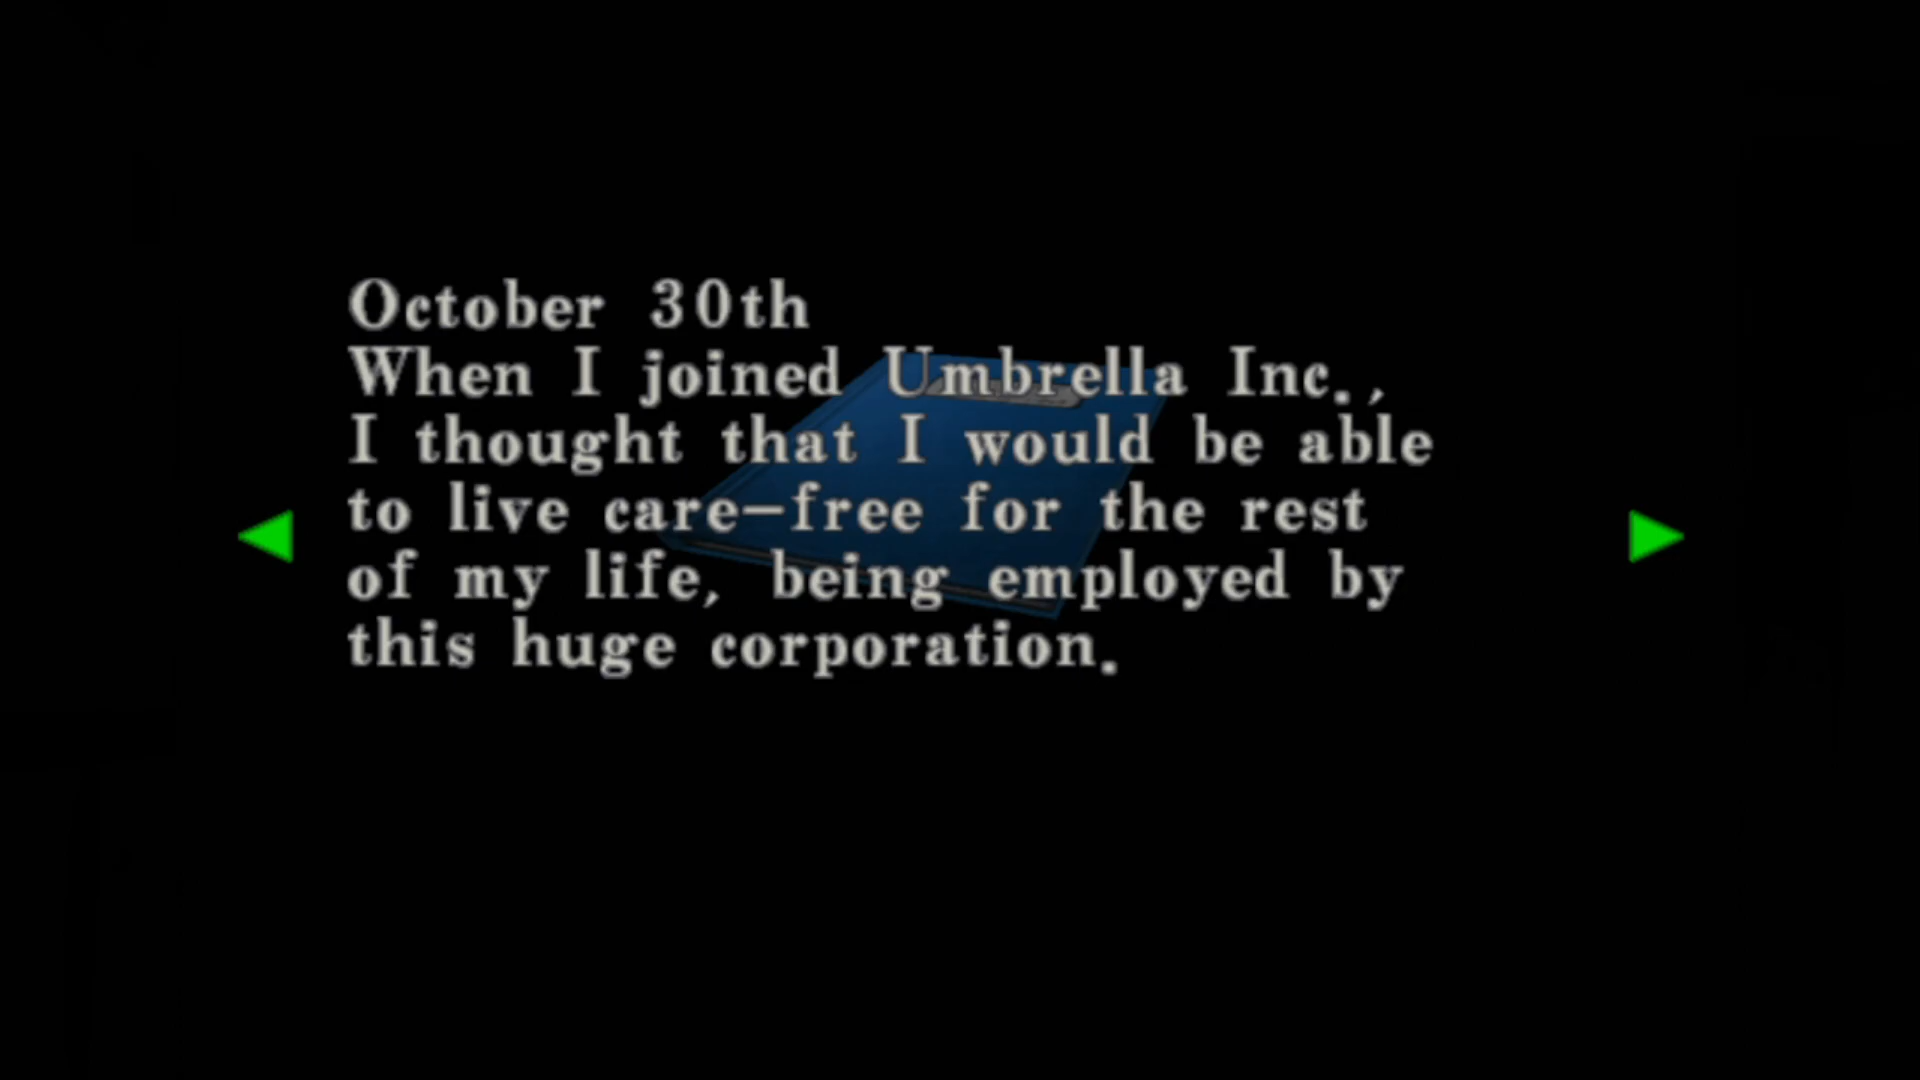 October 30th
When I joined Umbrella Inc.,
I thought that I would be able
to live care-free for the rest
of my life, being employed by
this huge corporation.